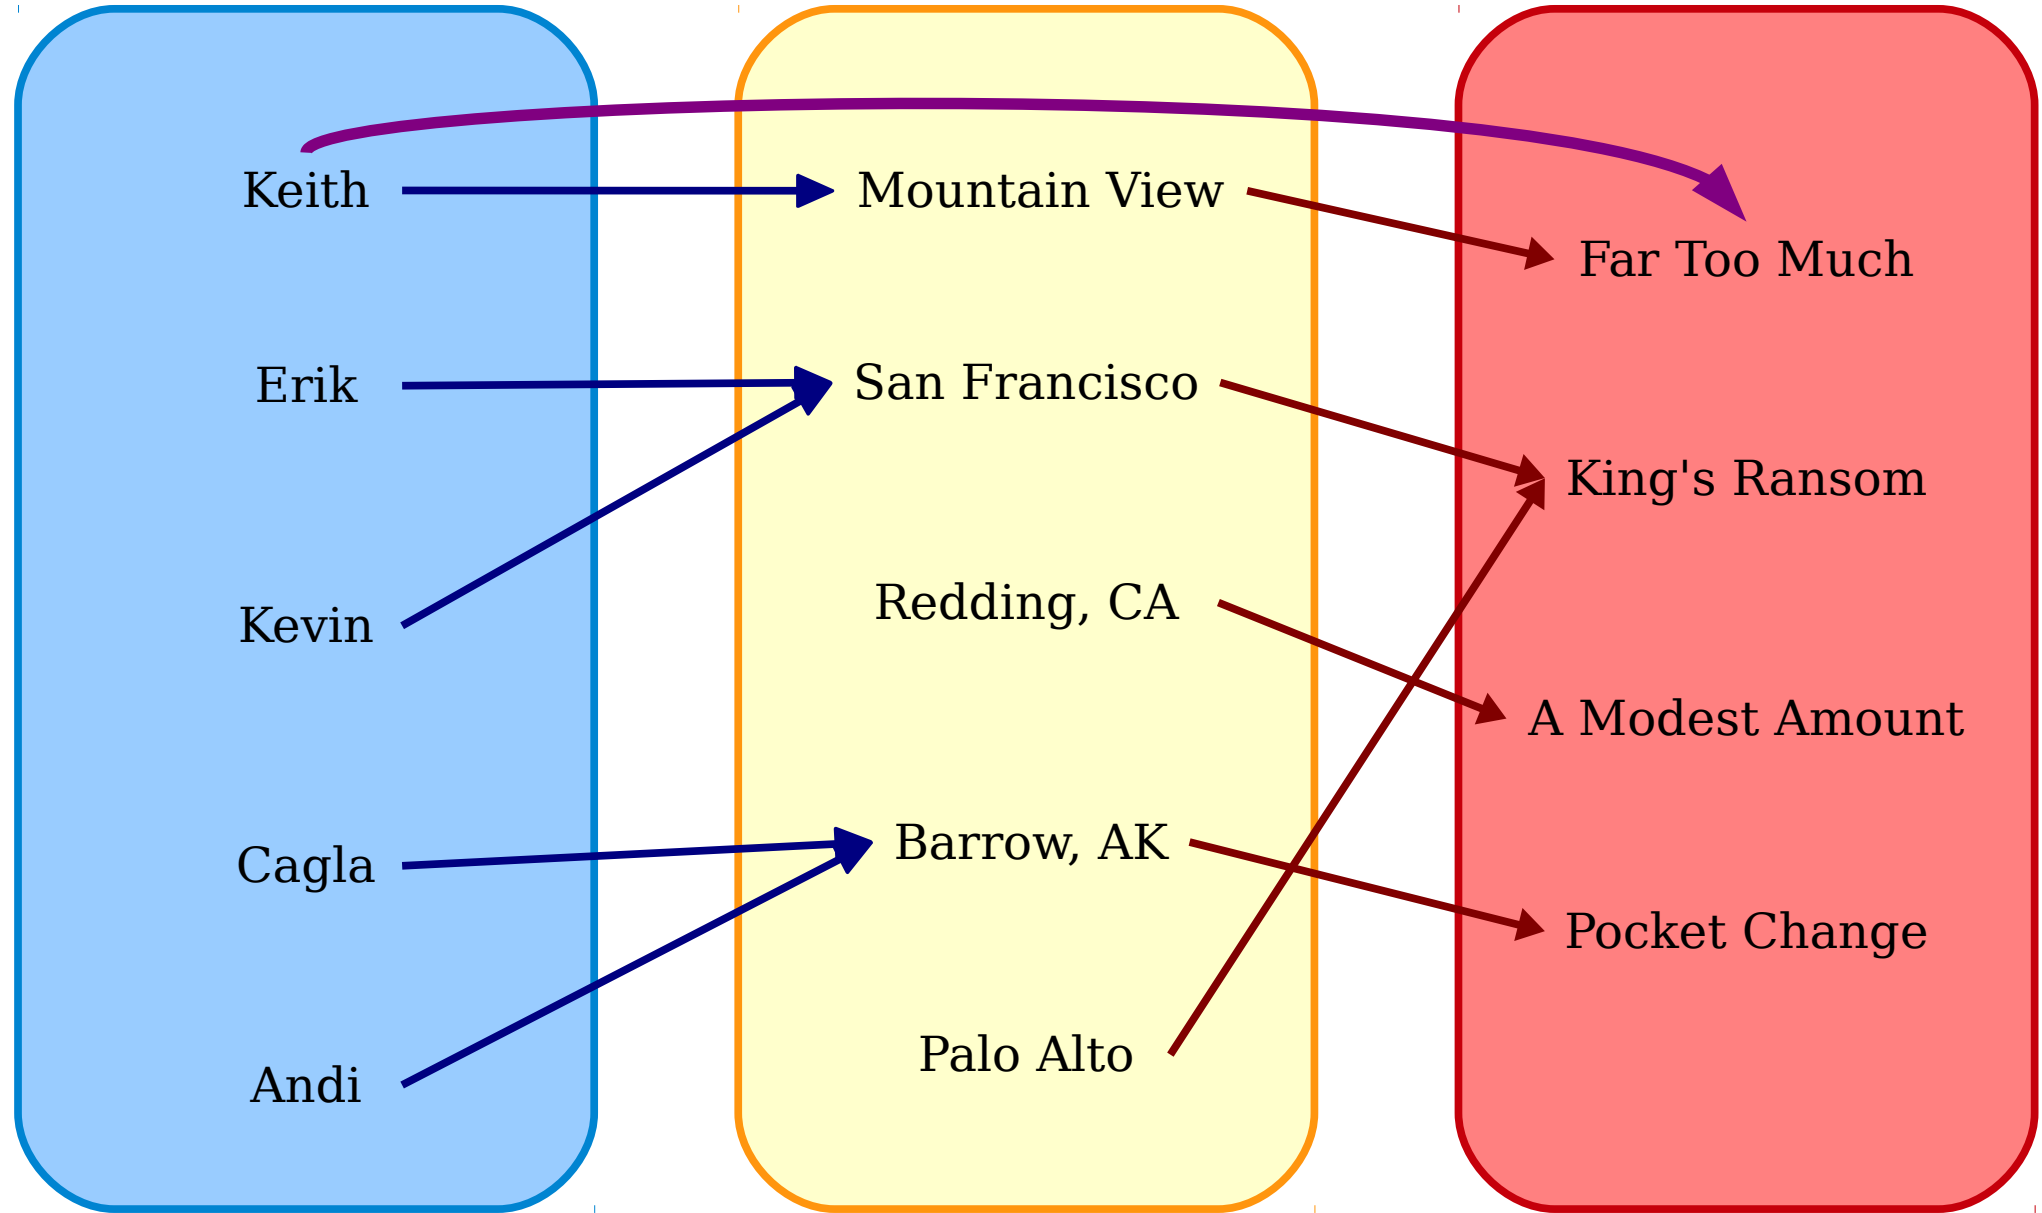 Keith
Erik
Kevin
Cagla
Andi
Mountain View
San Francisco
Redding, CA
Barrow, AK
Palo Alto
Far Too Much
King's Ransom
A Modest Amount
Pocket Change